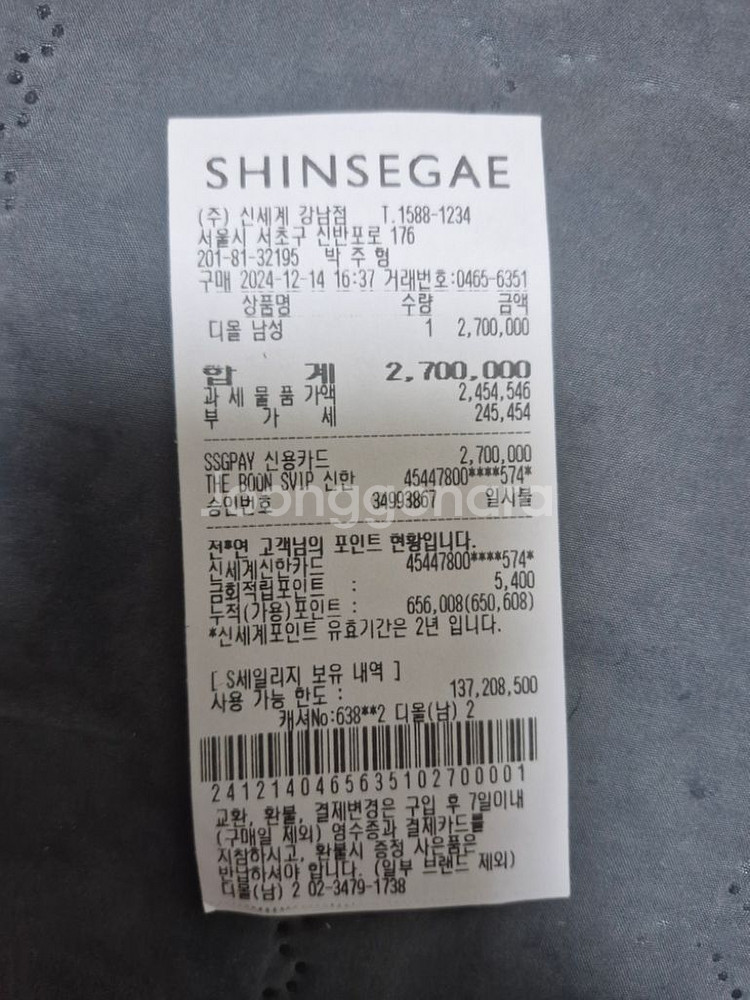 SHINSEGAE
(주) 신세계 강남점 T.1588-1234
서울시 서초구 신반포로 176
201-81-32195 박 주 형
구매 2024-12-14 16:37 거래번호:0465-6351
상품명 수량 금액
디올 남성 1 2,700,000
합 계 2,700,000
과 세 물 품 가액 2,454,546
부 가 세 245,454
SSGPAY 신용카드 2,700,000
THE BOON SVIP 신한 45447800****574*
승인번호 34993867 일시불
joonggonara
전*연 고객님의 포인트 현황입니다.
신세계신한카드 45447800****574*
금회적립포인트 : 5,400
누적(가용)포인트 : 656,008(650,608)
*신세계포인트 유효기간은 2년 입니다.
[ S세일리지 보유 내역 ]
사용 가능 한도 : 137,208,500
캐셔No:638**2 디올(남) 2
2412140465635102700001
교환, 환불, 결제변경은 구입 후 7일이내
(구매일 제외) 영수증과 결제카드를
지참하시고, 환불시 증정 사은품은
반납하셔야 합니다. (일부 브랜드 제외)
디올(남) 2 02-3479-1738